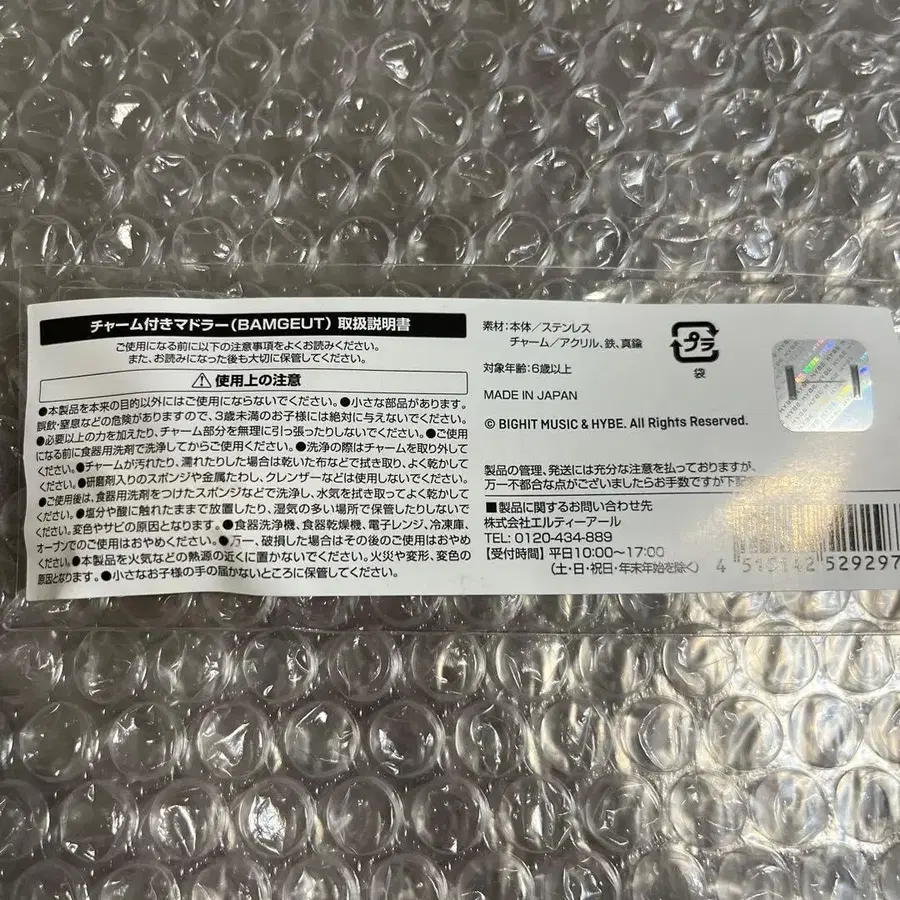 チャーム付きマドラー(BAMGEUT) 取扱説明書
ご使用になる前に以下の注意事項をよくお読みください。
また、お読みになった後も大切に保管してください。
⚠使用上の注意
●本製品を本来の目的以外にはご使用にならないでください。●小さな部品があります。
誤飲・窒息などの危険がありますので、3歳未満のお子様には絶対に与えないでください。
●必要以上の力を加えたり、チャーム部分を無理に引っ張ったりしないでください。●ご使用
になる前に食器用洗剤で洗浄してからご使用ください。●洗浄の際はチャームを取り外して
ください。●チャームが汚れたり、濡れたりした場合は乾いた布などで拭き取り、よく乾かして
ください。●研磨剤入りのスポンジや金属たわし、クレンザーなどは使用しないでください。
●ご使用後は、食器用洗剤をつけたスポンジなどで洗浄し、水気を拭き取ってよく乾かして
ください。●塩分や酸に触れたままで放置したり、湿気の多い場所で保管したりしないでく
ださい。変色やサビの原因となります。●食器洗浄機、食器乾燥機、電子レンジ、冷凍庫、
オーブンでのご使用はおやめください。●万一、破損した場合はその後のご使用はおやめ
ください。●本製品を火気などの熱源の近くに置かないでください。火災や変形、変色の
原因となります。●小さなお子様の手の届かないところに保管してください。
素材:本体/ステンレス
チャーム/アクリル、鉄、真鍮
対象年齢:6歳以上
MADE IN JAPAN
© BIGHIT MUSIC & HYBE. All Rights Reserved.
プラ
袋
HYBE
製品の管理、発送には充分な注意を払っておりますが、
万一不都合な点がございましたらお手数ですが下記
■製品に関するお問い合わせ先
株式会社エルティーアール
TEL: 0120-434-889
【受付時間】平日10:00〜17:00
(土・日・祝日・年末年始を除く)
4 515142 529297